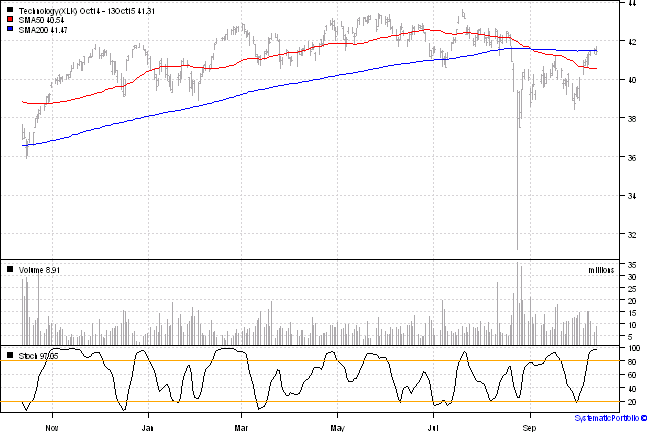 Technology(XLK) Oct14 - 13Oct15 41.31
SMA50 40.54
SMA200 41.47
44
42
40
38
36
34
32
Volume 8.91
millions
35
30
25
20
15
10
5
Stoch 97.85
100
80
60
40
20
Nov
Jan
Mar
May
Jul
Sep
SystematicPortfolio ©